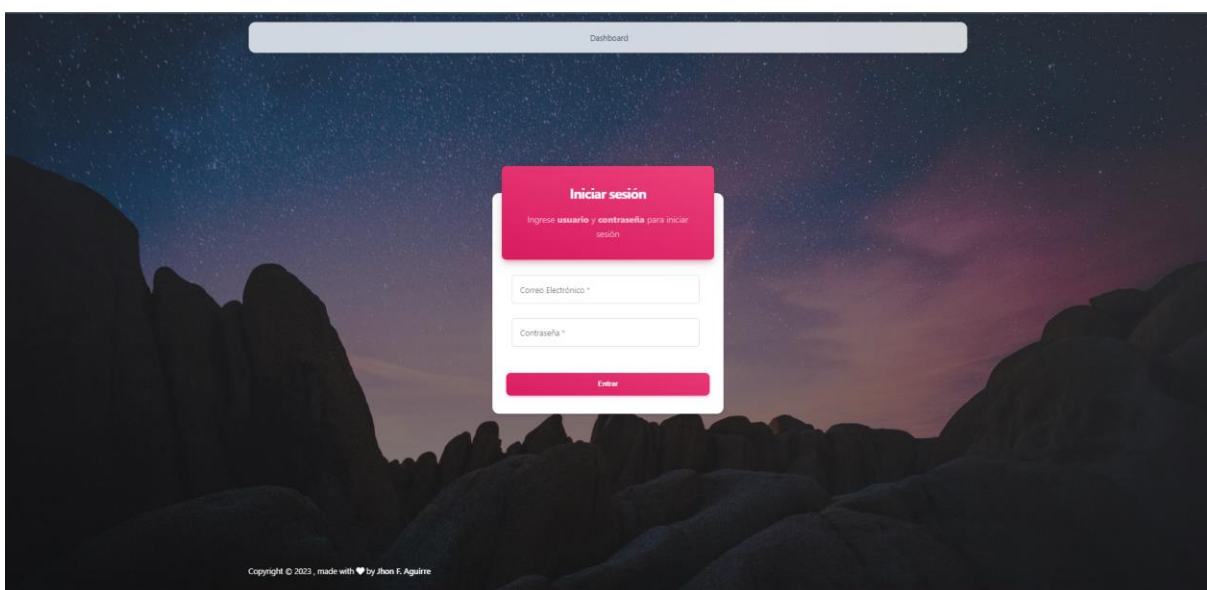 Dashboard
Iniciar sesión
Ingrese usuario y contraseña para iniciar
sesión
Correo Electrónico *
Contraseña *
Entrar
Copyright © 2023 , made with ♥ by Jhon F. Aguirre